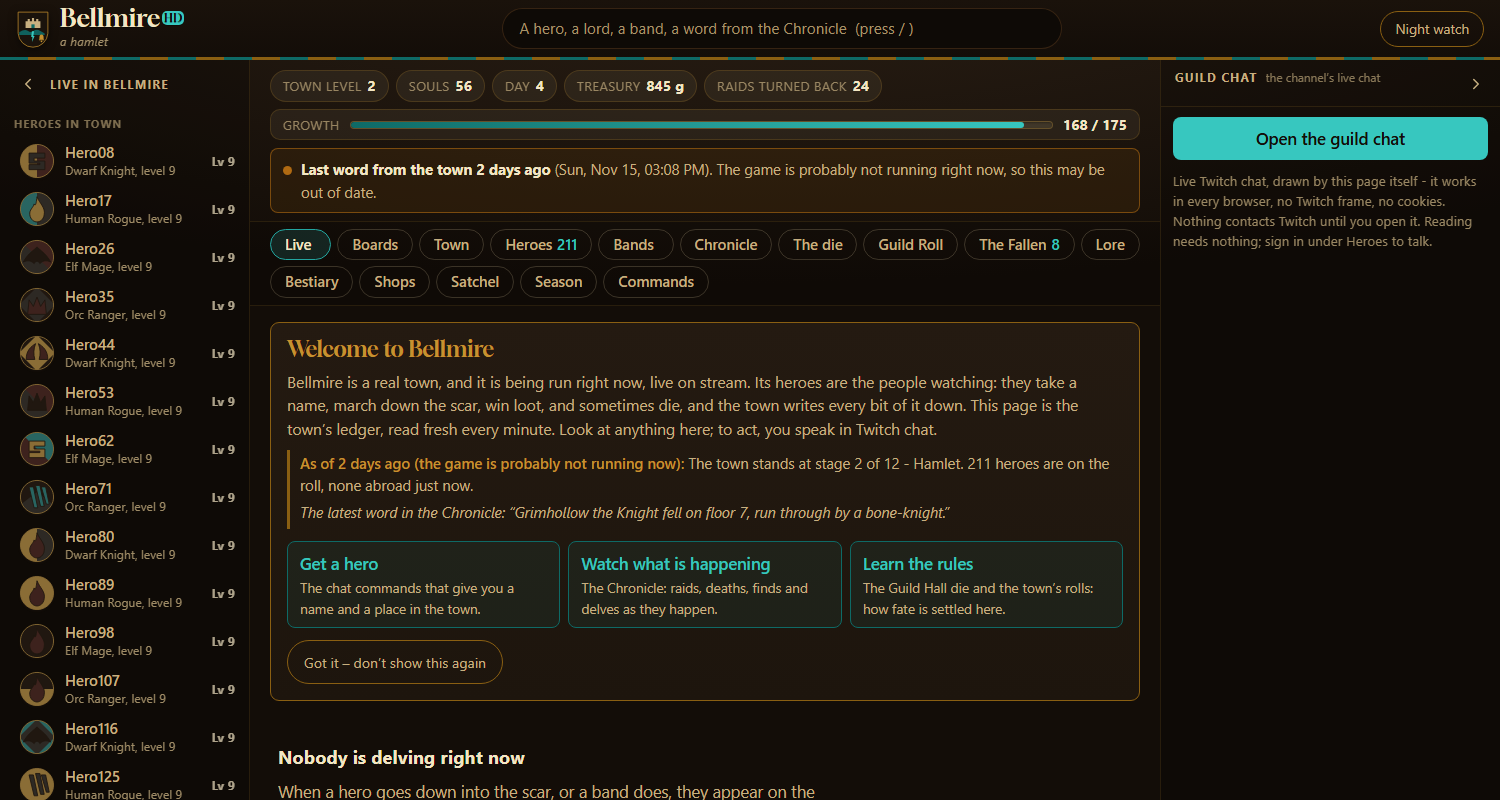 Bellmire HD
a hamlet
A hero, a lord, a band, a word from the Chronicle (press / )
Night watch
LIVE IN BELLMIRE
HEROES IN TOWN
Hero08
Dwarf Knight, level 9
Lv 9
Hero17
Human Rogue, level 9
Lv 9
Hero26
Elf Mage, level 9
Lv 9
Hero35
Orc Ranger, level 9
Lv 9
Hero44
Dwarf Knight, level 9
Lv 9
Hero53
Human Rogue, level 9
Lv 9
Hero62
Elf Mage, level 9
Lv 9
Hero71
Orc Ranger, level 9
Lv 9
Hero80
Dwarf Knight, level 9
Lv 9
Hero89
Human Rogue, level 9
Lv 9
Hero98
Elf Mage, level 9
Lv 9
Hero107
Orc Ranger, level 9
Lv 9
Hero116
Dwarf Knight, level 9
Lv 9
Hero125
Human Rogue, level 9
Lv 9
TOWN LEVEL 2
SOULS 56
DAY 4
TREASURY 845 g
RAIDS TURNED BACK 24
GROWTH
168 / 175
Last word from the town 2 days ago (Sun, Nov 15, 03:08 PM). The game is probably not running right now, so this may be
out of date.
Live
Boards
Town
Heroes 211
Bands
Chronicle
The die
Guild Roll
The Fallen 8
Lore
Bestiary
Shops
Satchel
Season
Commands
Welcome to Bellmire
Bellmire is a real town, and it is being run right now, live on stream. Its heroes are the people watching: they take a
name, march down the scar, win loot, and sometimes die, and the town writes every bit of it down. This page is the
town's ledger, read fresh every minute. Look at anything here; to act, you speak in Twitch chat.
As of 2 days ago (the game is probably not running now): The town stands at stage 2 of 12 - Hamlet. 211 heroes are on the
roll, none abroad just now.
The latest word in the Chronicle: “Grimhollow the Knight fell on floor 7, run through by a bone-knight.”
Get a hero
The chat commands that give you a
name and a place in the town.
Watch what is happening
The Chronicle: raids, deaths, finds and
delves as they happen.
Learn the rules
The Guild Hall die and the town's rolls:
how fate is settled here.
Got it – don't show this again
Nobody is delving right now
When a hero goes down into the scar, or a band does, they appear on the
GUILD CHAT the channel's live chat
Open the guild chat
Live Twitch chat, drawn by this page itself - it works
in every browser, no Twitch frame, no cookies.
Nothing contacts Twitch until you open it. Reading
needs nothing; sign in under Heroes to talk.